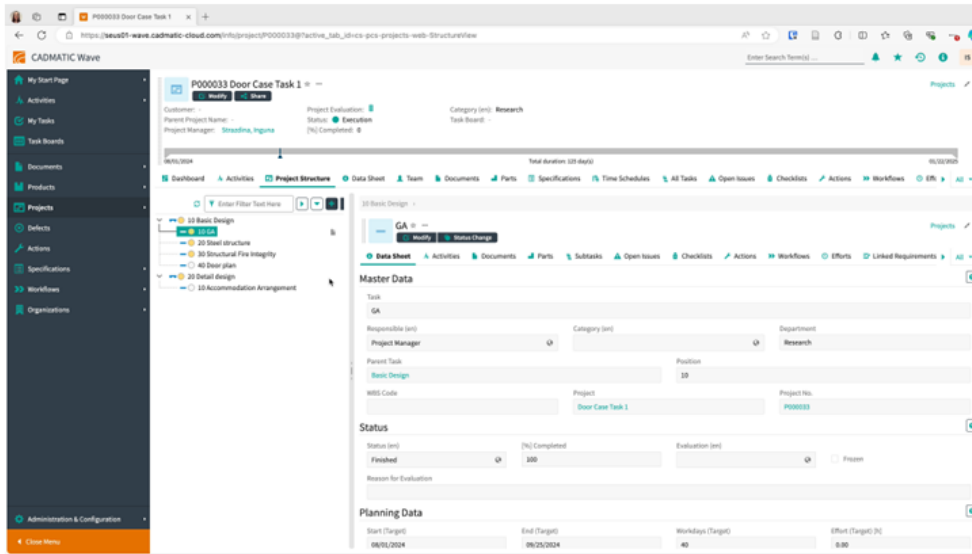 P000033 Door Case Task 1
https://seus01-wave.cadmatic-cloud.com/info/project/P000033@?active_tab_id=cs-pcs-projects-web-StructureView
CADMATIC Wave
Enter Search Term(s) ...
IS
My Start Page
Activities
My Tasks
Task Boards
Documents
Products
Projects
Defects
Actions
Specifications
Workflows
Organizations
Administration & Configuration
Close Menu
P000033 Door Case Task 1
Projects
Modify Share
Customer: -
Project Evaluation:
Category (en): Research
Parent Project Name: -
Status: Execution
Task Board: -
Project Manager: Strazdina, Inguna
[%] Completed: 0
08/01/2024 Total duration: 125 day(s) 01/22/2025
Dashboard Activities Project Structure Data Sheet Team Documents Parts Specifications Time Schedules All Tasks Open Issues Checklists Actions Workflows Effi All
Enter Filter Text Here
10 Basic Design
10 GA
20 Steel structure
30 Structural Fire Integrity
40 Door plan
20 Detail design
10 Accommodation Arrangement
10 Basic Design
GA
Projects
Modify Status Change
Data Sheet Activities Documents Parts Subtasks Open Issues Checklists Actions Workflows Efforts Linked Requirements All
Master Data
Task
GA
Responsible (en) Category (en) Department
Project Manager Research
Parent Task Position
Basic Design 10
WBS Code Project Project No.
Door Case Task 1 P000033
Status
Status (en) [%] Completed Evaluation (en)
Finished 100 Frozen
Reason for Evaluation
Planning Data
Start (Target) End (Target) Workdays (Target) Effort (Target) [h]
08/01/2024 09/25/2024 40 0.00